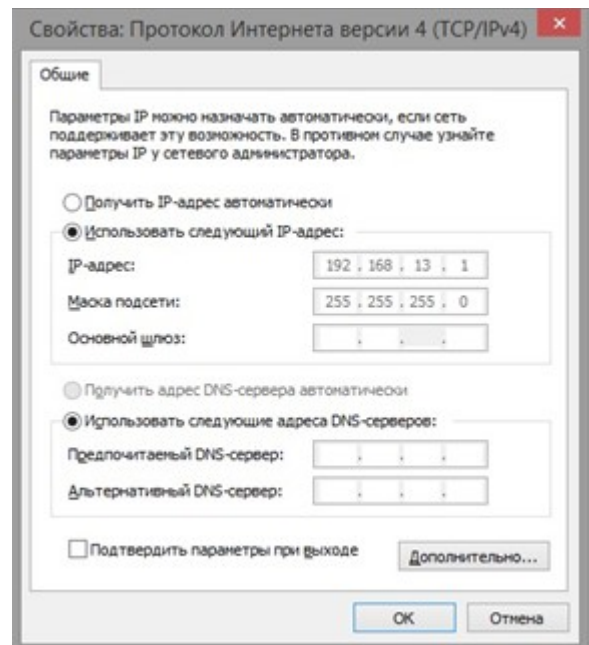 Свойства: Протокол Интернета версии 4 (TCP/IPv4)
Общие
Параметры IP можно назначать автоматически, если сеть
поддерживает эту возможность. В противном случае узнайте
параметры IP у сетевого администратора.
Получить IP-адрес автоматически
Использовать следующий IP-адрес:
IP-адрес: 192 . 168 . 13 . 1
Маска подсети: 255 . 255 . 255 . 0
Основной шлюз: . . .
Получить адрес DNS-сервера автоматически
Использовать следующие адреса DNS-серверов:
Предпочитаемый DNS-сервер: . . .
Альтернативный DNS-сервер: . . .
Подтвердить параметры при выходе
Дополнительно...
ОК
Отмена